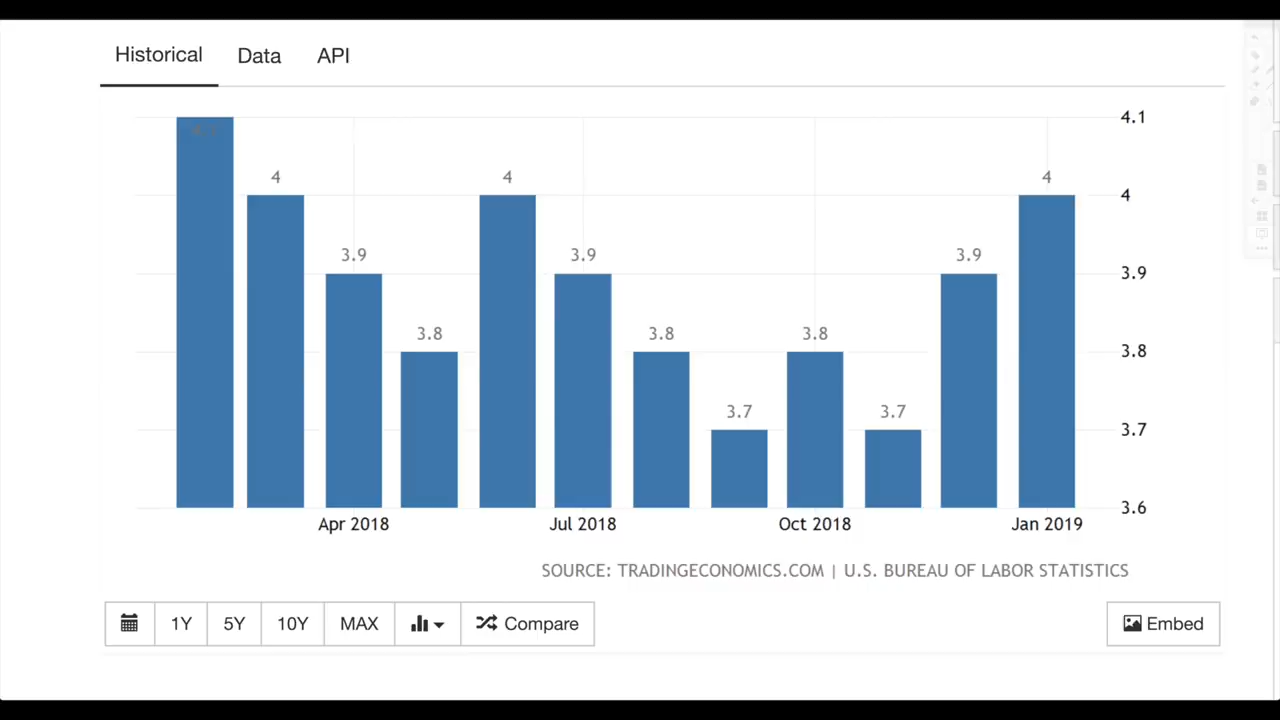 Historical Data API
4.1
4.1
4 4 4
4
3.9 3.9 3.9
3.9
3.8 3.8 3.8
3.8
3.7 3.7
3.7
3.6
Apr 2018 Jul 2018 Oct 2018 Jan 2019
SOURCE: TRADINGECONOMICS.COM | U.S. BUREAU OF LABOR STATISTICS
1Y 5Y 10Y MAX Compare Embed